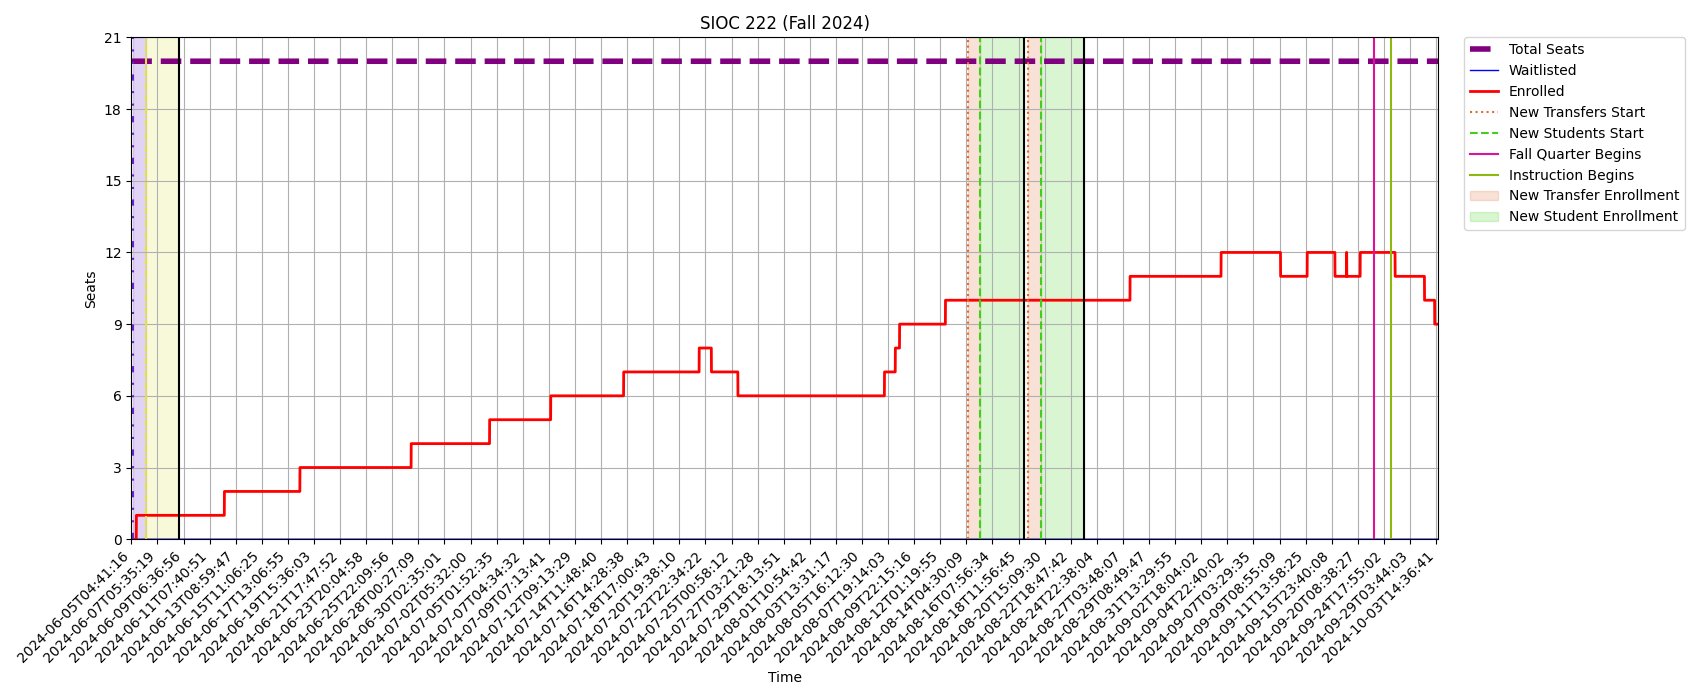 SIOC 222 (Fall 2024)
21
18
15
12
9
6
3
0
Seats
2024-06-05T04:41:16
2024-06-07T05:35:19
2024-06-09T06:36:56
2024-06-11T07:40:51
2024-06-13T08:59:47
2024-06-15T11:06:25
2024-06-17T13:06:55
2024-06-19T15:36:03
2024-06-21T17:47:52
2024-06-23T20:04:58
2024-06-25T22:09:56
2024-06-28T00:27:09
2024-06-30T02:35:01
2024-07-02T05:32:00
2024-07-05T01:52:35
2024-07-07T04:34:32
2024-07-09T07:13:41
2024-07-12T09:13:29
2024-07-14T11:48:40
2024-07-16T14:28:38
2024-07-18T17:00:43
2024-07-20T19:38:10
2024-07-22T22:34:22
2024-07-25T00:58:12
2024-07-27T03:21:28
2024-07-29T18:13:51
2024-08-01T10:54:42
2024-08-03T13:31:17
2024-08-05T16:12:30
2024-08-07T19:14:03
2024-08-09T22:15:16
2024-08-12T01:19:55
2024-08-14T04:30:09
2024-08-16T07:56:34
2024-08-18T11:56:45
2024-08-20T15:09:30
2024-08-22T18:47:42
2024-08-24T22:38:04
2024-08-27T03:48:07
2024-08-29T08:49:47
2024-08-31T13:29:55
2024-09-02T18:04:02
2024-09-04T22:40:02
2024-09-07T03:29:35
2024-09-09T08:55:09
2024-09-11T13:58:25
2024-09-15T23:40:08
2024-09-20T08:38:27
2024-09-24T17:55:02
2024-09-29T03:44:03
2024-10-03T14:36:41
Time
Total Seats
Waitlisted
Enrolled
New Transfers Start
New Students Start
Fall Quarter Begins
Instruction Begins
New Transfer Enrollment
New Student Enrollment